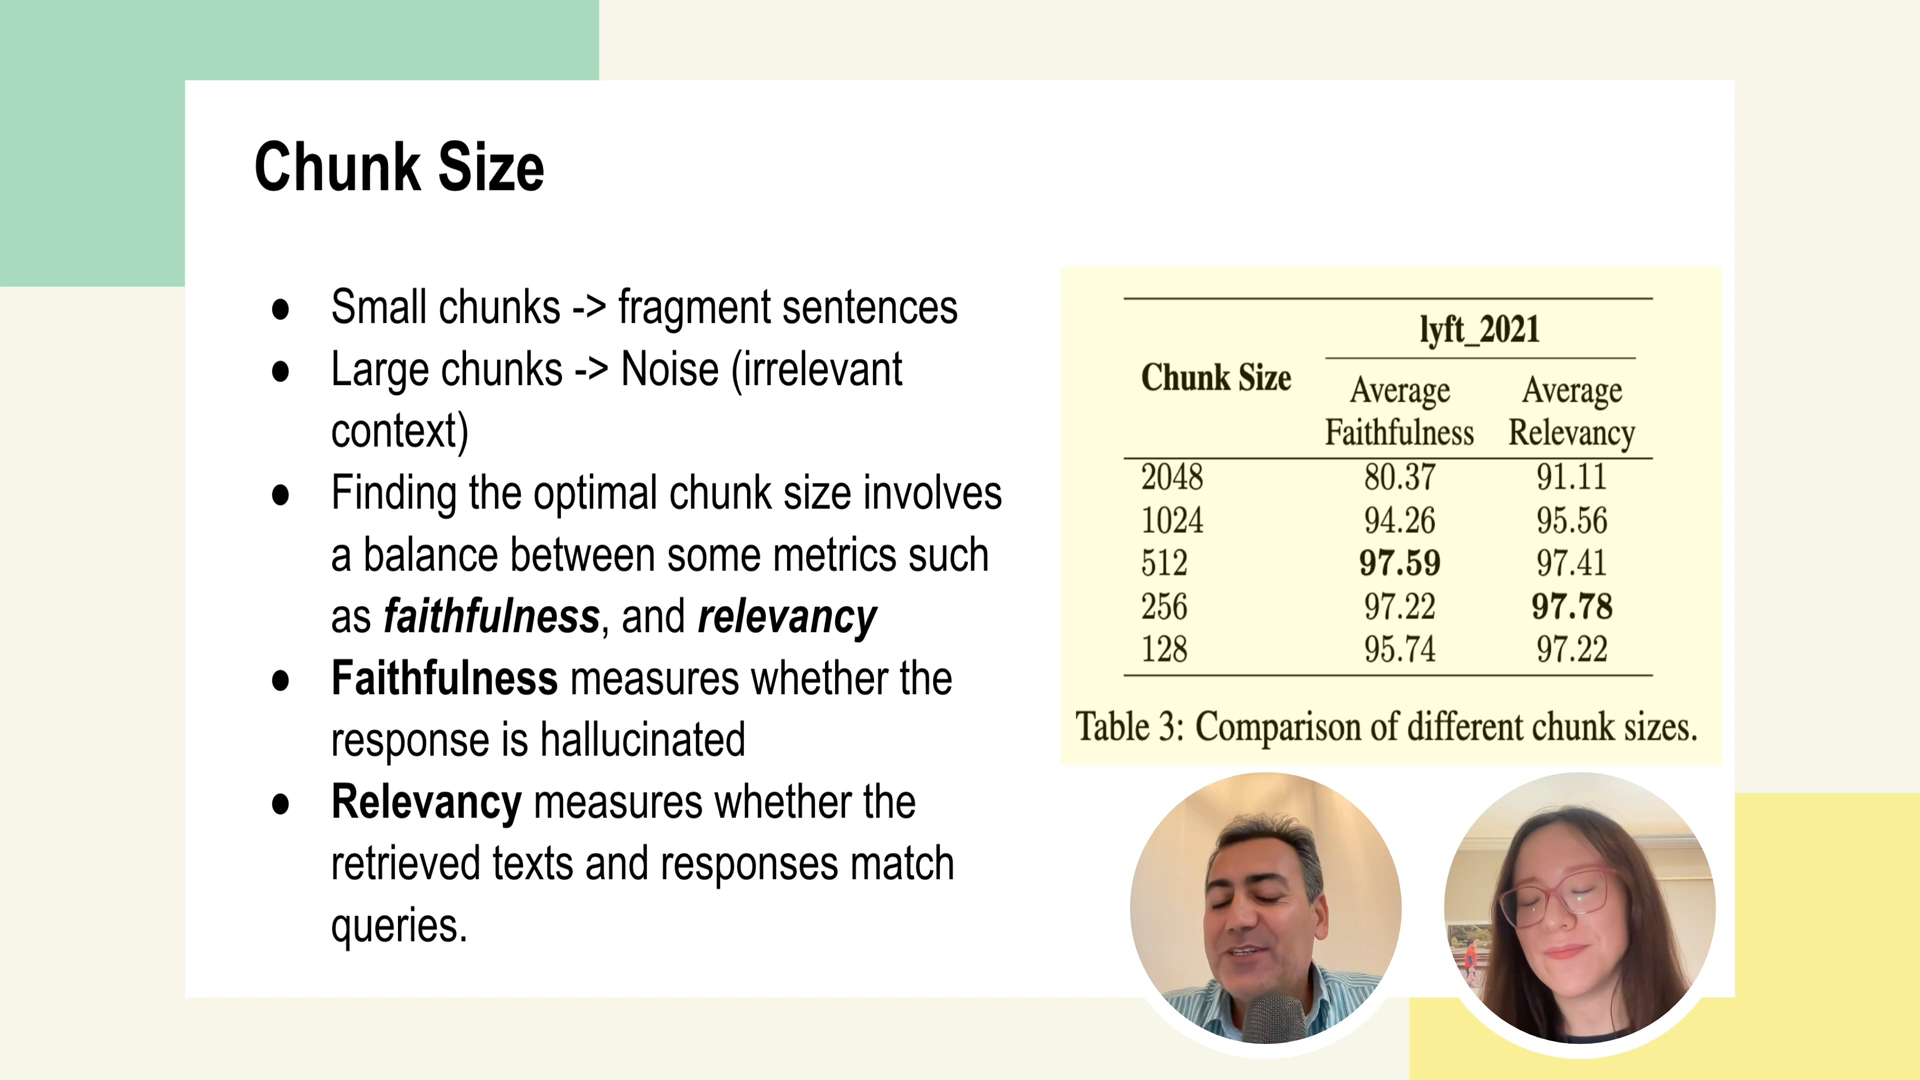 Chunk Size
● Small chunks -> fragment sentences
● Large chunks -> Noise (irrelevant
context)
● Finding the optimal chunk size involves
a balance between some metrics such
as faithfulness, and relevancy
● Faithfulness measures whether the
response is hallucinated
● Relevancy measures whether the
retrieved texts and responses match
queries.
lyft_2021
Chunk Size
Average Average
Faithfulness Relevancy
2048 80.37 91.11
1024 94.26 95.56
512 97.59 97.41
256 97.22 97.78
128 95.74 97.22
Table 3: Comparison of different chunk sizes.